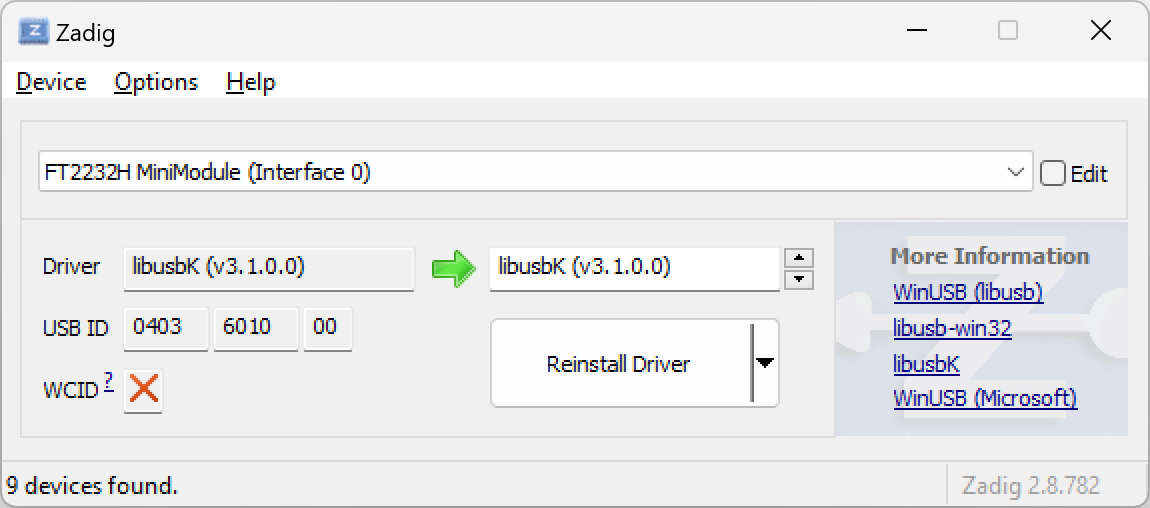 Zadig
Device Options Help
FT2232H MiniModule (Interface 0)
Edit
Driver libusbK (v3.1.0.0) libusbK (v3.1.0.0)
USB ID 0403 6010 00
WCID ?
Reinstall Driver
More Information
WinUSB (libusb)
libusb-win32
libusbK
WinUSB (Microsoft)
9 devices found.
Zadig 2.8.782